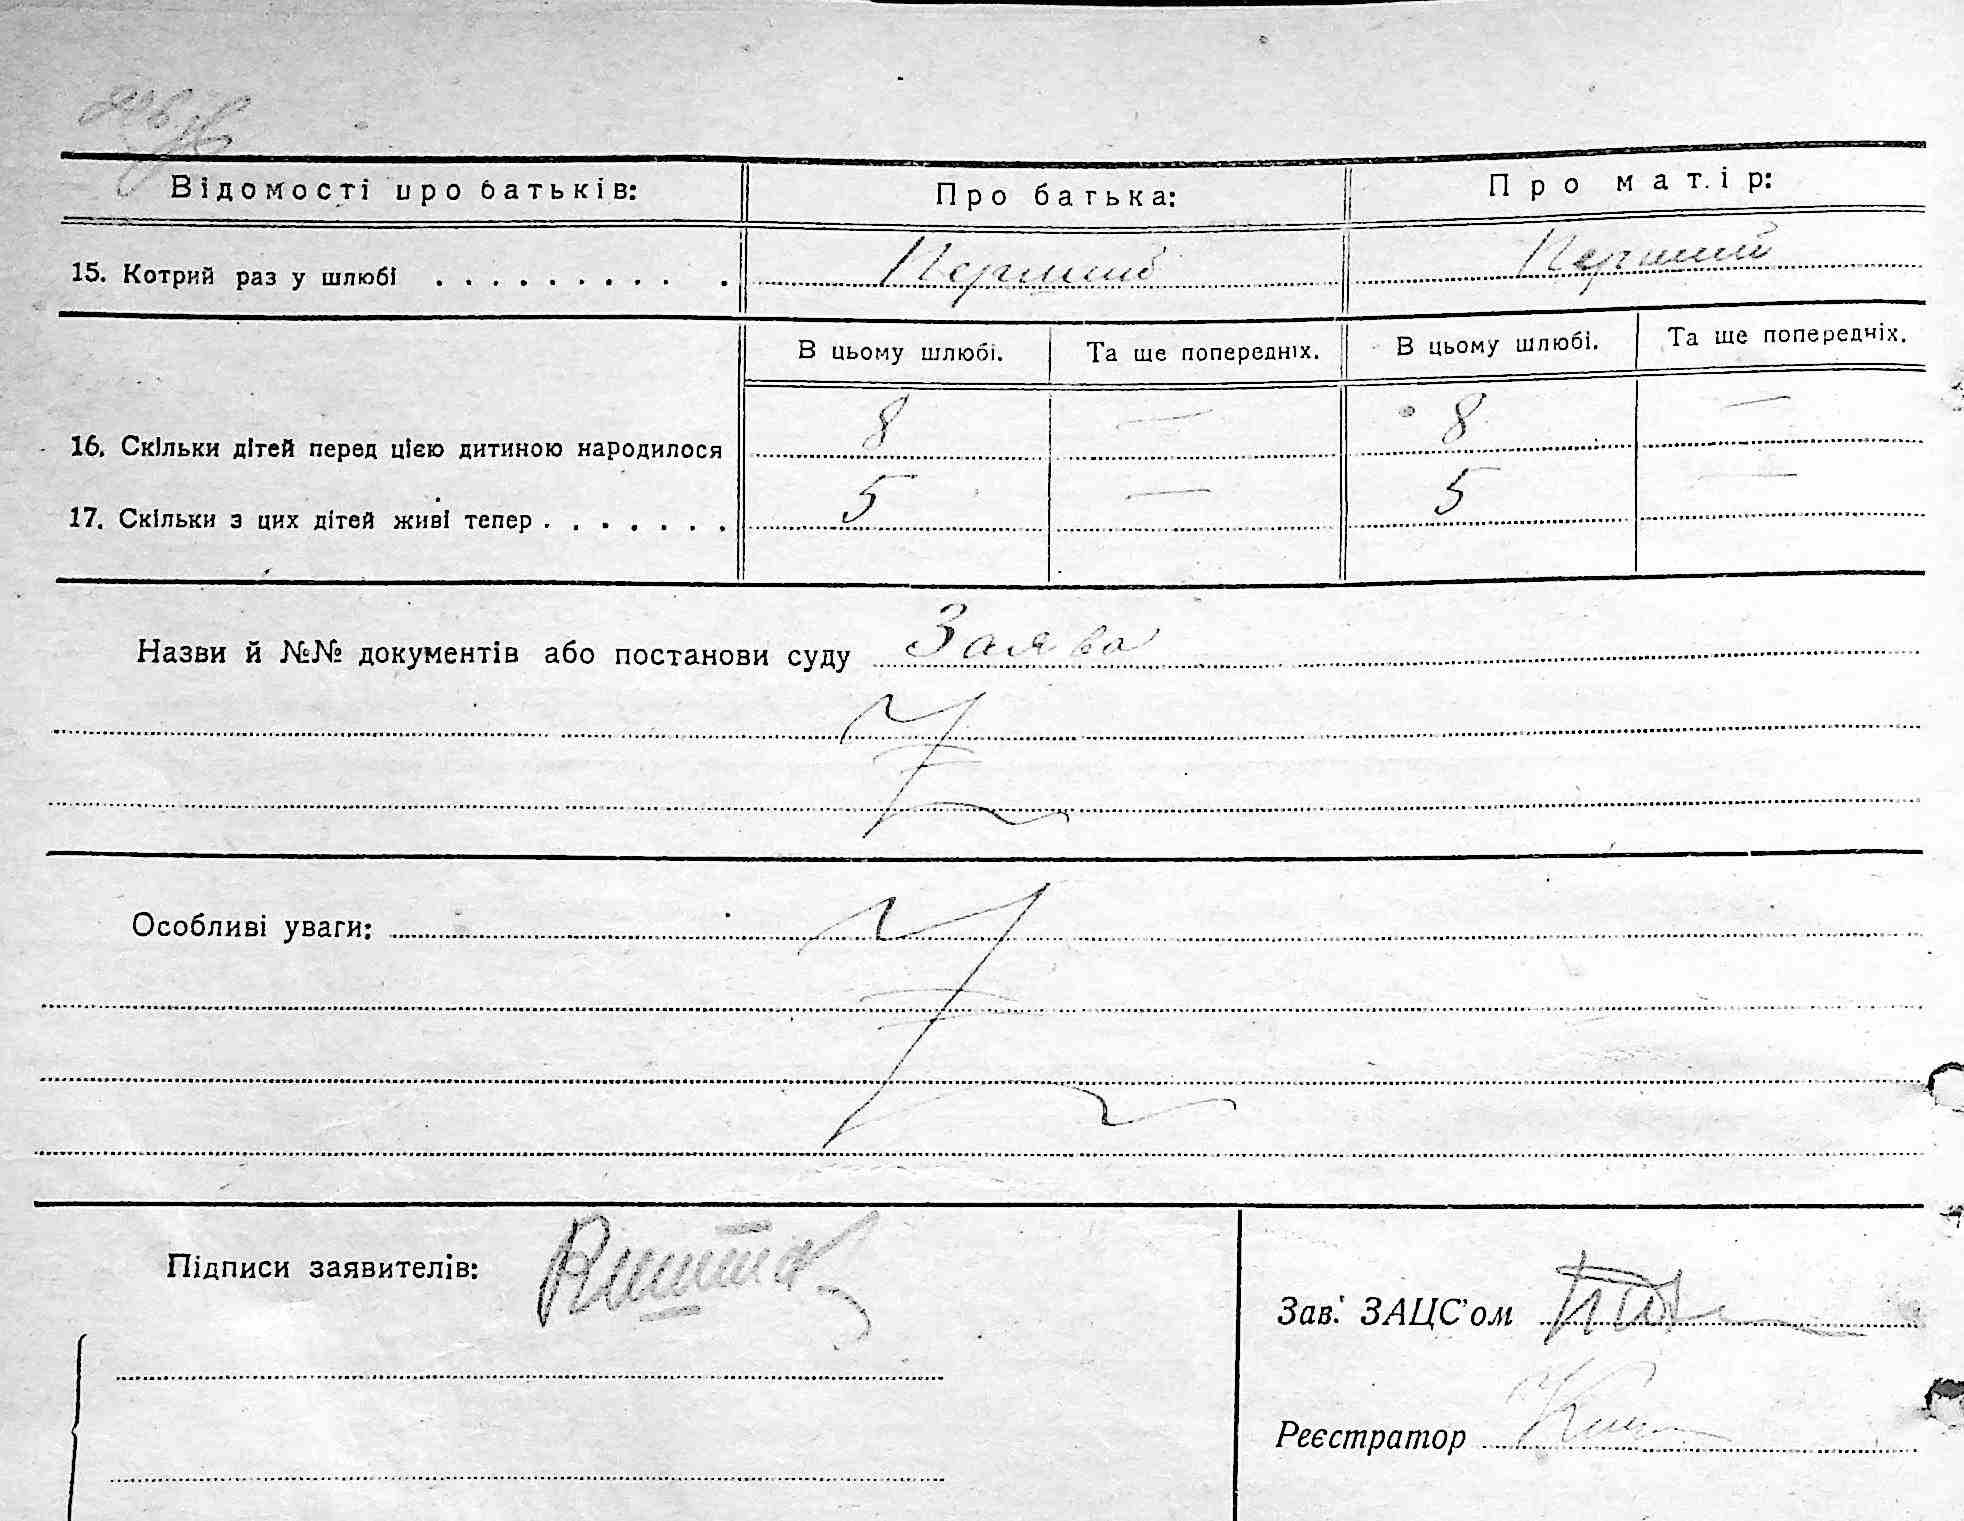 Відомості про батьків: Про батька: Про матір:
15. Котрий раз у шлюбі . . . . . . . . . . Перший Перший
В цьому шлюбі. Та ще попередніх. В цьому шлюбі. Та ще попередніх.
16. Скільки дітей перед цією дитиною народилося 8 — 8 —
17. Скільки з цих дітей живі тепер . . . . . . . 5 — 5 —
Назви й №№ документів або постанови суду Заява
Особливі уваги:
Підписи заявителів:
Зав. ЗАЦС'ом
Реєстратор